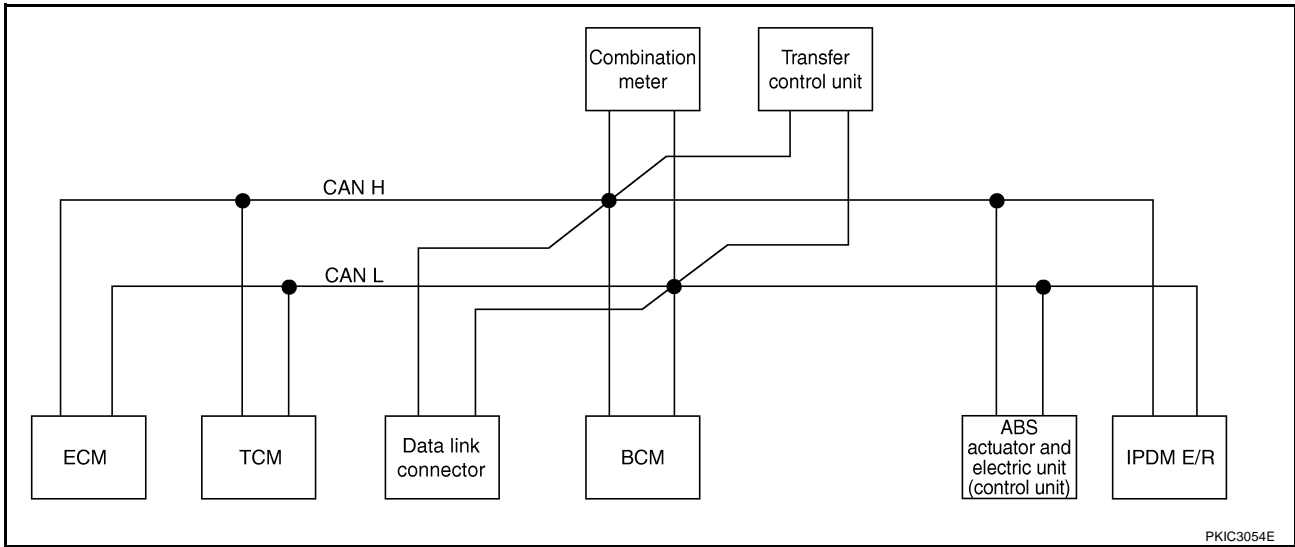 Combination
meter
Transfer
control unit
CAN H
CAN L
ECM
TCM
Data link
connector
BCM
ABS
actuator and
electric unit
(control unit)
IPDM E/R
PKIC3054E